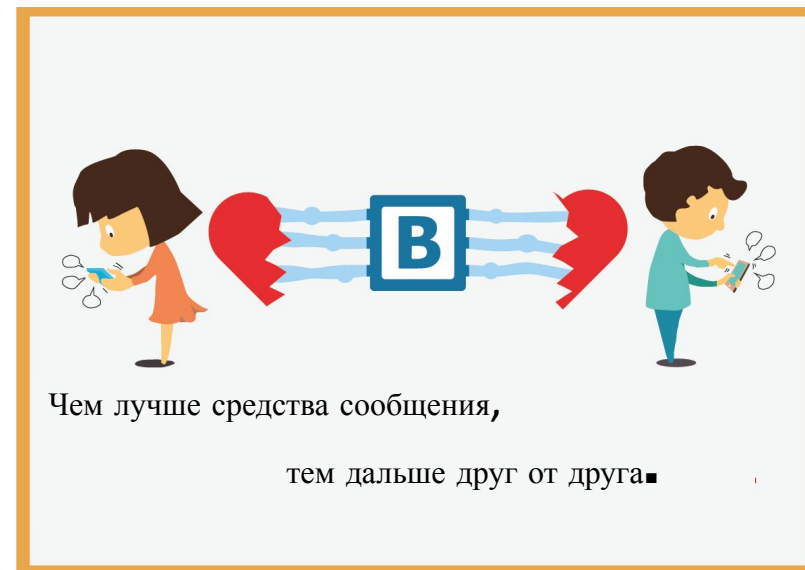 В
Чем лучше средства сообщения,
тем дальше друг от друга.